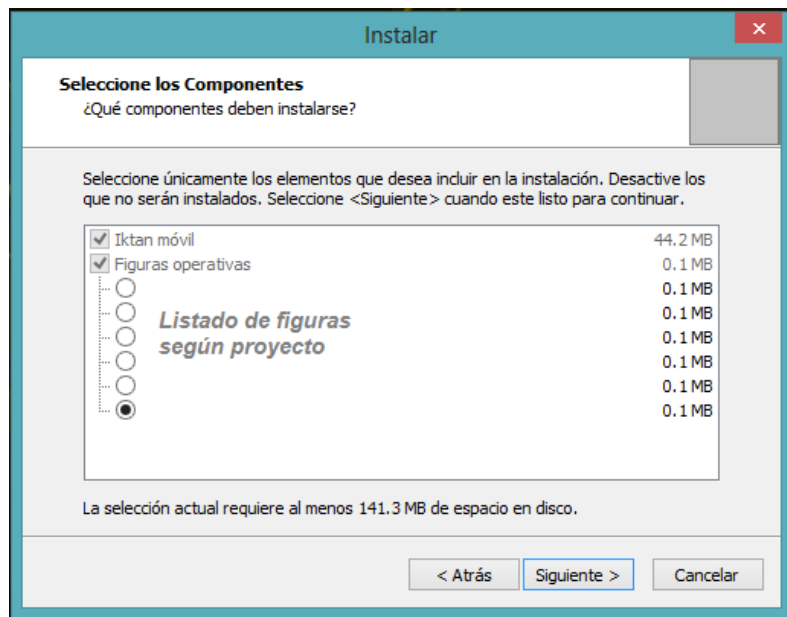 Instalar
Seleccione los Componentes
¿Qué componentes deben instalarse?
Seleccione únicamente los elementos que desea incluir en la instalación. Desactive los
que no serán instalados. Seleccione <Siguiente> cuando este listo para continuar.
Iktan móvil 44.2 MB
Figuras operativas 0.1 MB
0.1 MB
Listado de figuras 0.1 MB
según proyecto 0.1 MB
0.1 MB
0.1 MB
0.1 MB
La selección actual requiere al menos 141.3 MB de espacio en disco.
< Atrás Siguiente > Cancelar